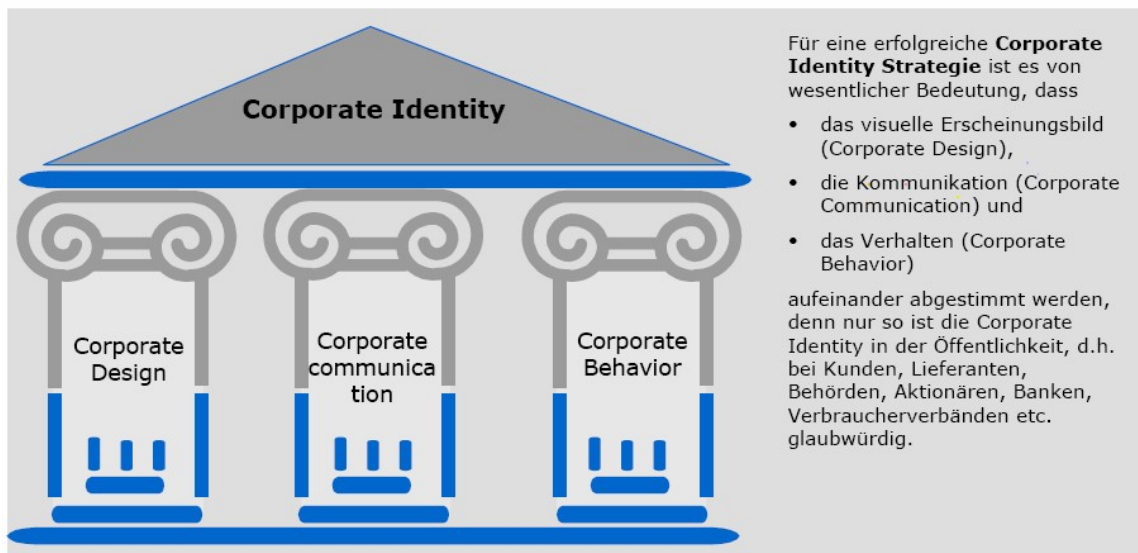 Corporate Identity
Corporate
Design
Corporate
communica
tion
Corporate
Behavior
Für eine erfolgreiche Corporate
Identity Strategie ist es von
wesentlicher Bedeutung, dass
• das visuelle Erscheinungsbild
(Corporate Design),
• die Kommunikation (Corporate
Communication) und
• das Verhalten (Corporate
Behavior)
aufeinander abgestimmt werden,
denn nur so ist die Corporate
Identity in der Öffentlichkeit, d.h.
bei Kunden, Lieferanten,
Behörden, Aktionären, Banken,
Verbraucherverbänden etc.
glaubwürdig.